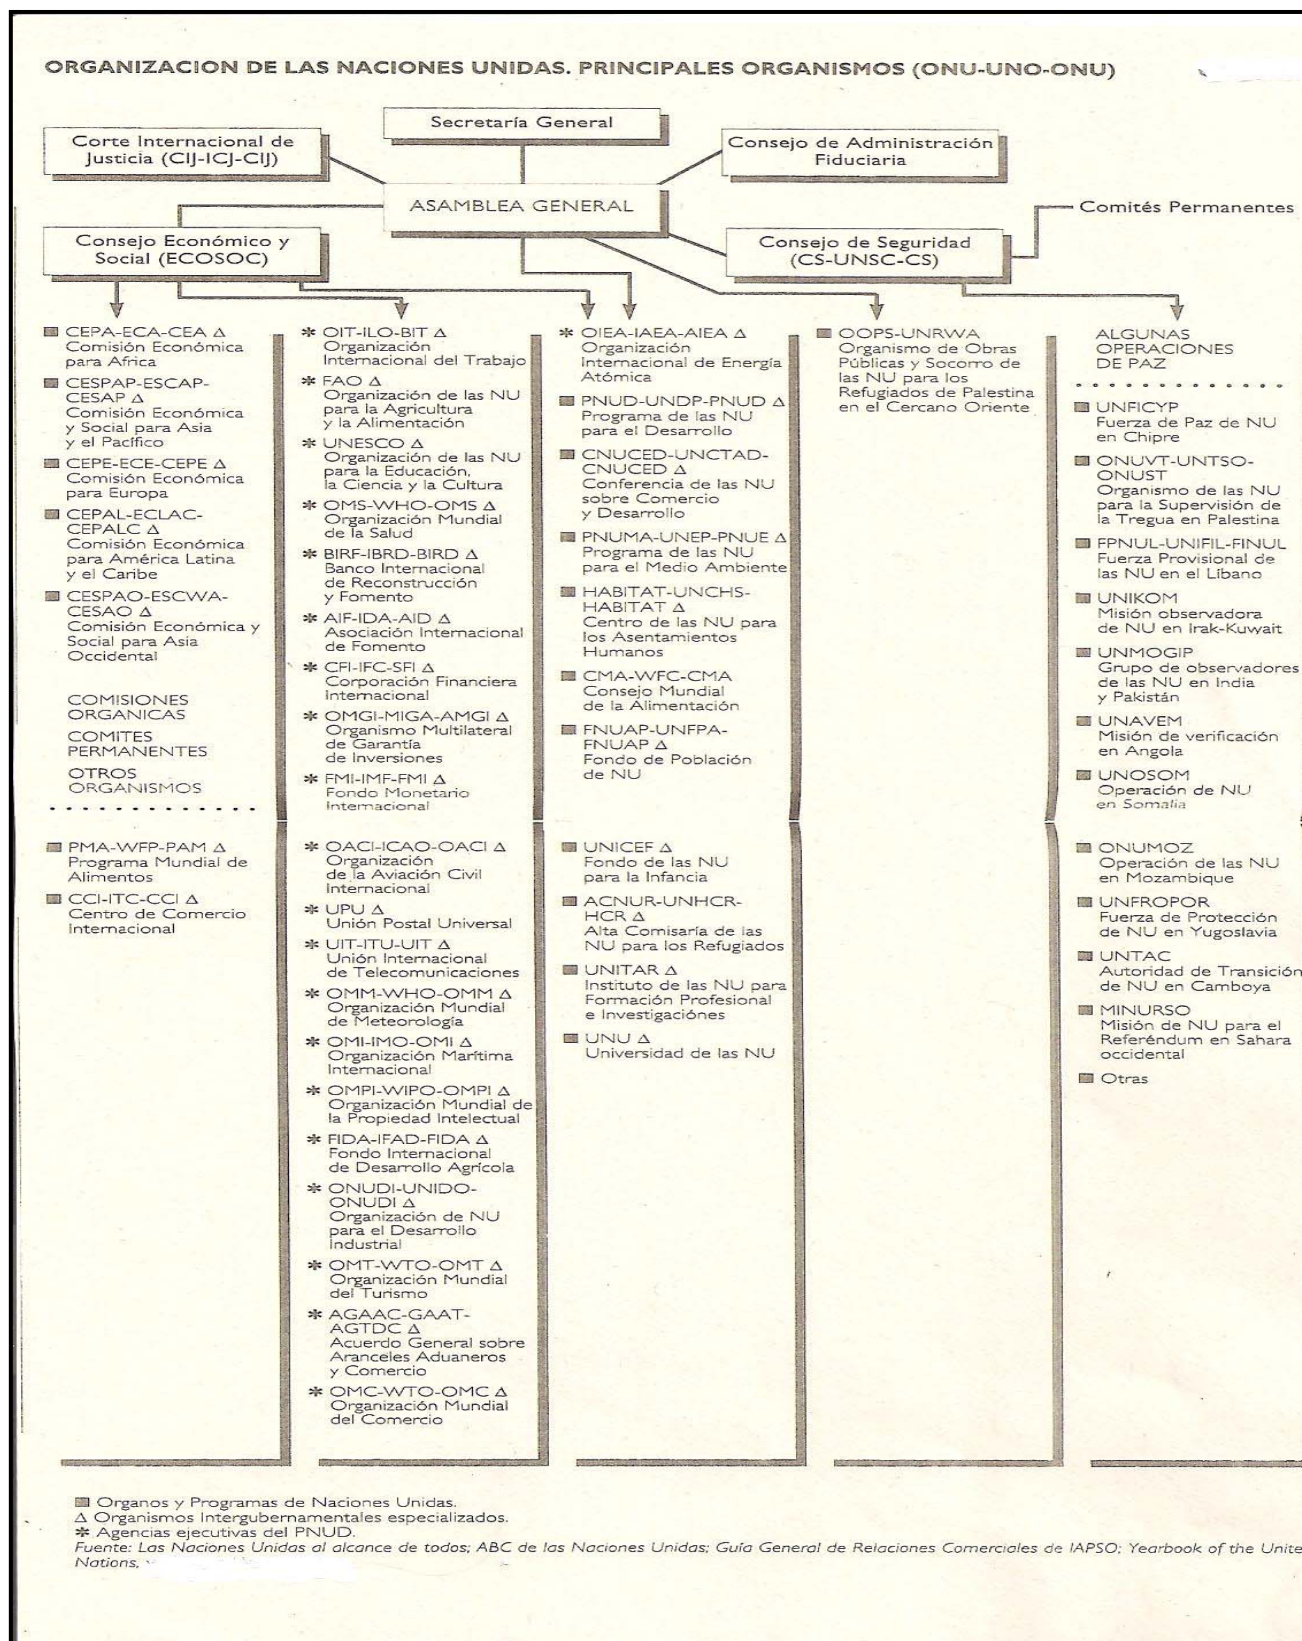 ORGANIZACION DE LAS NACIONES UNIDAS. PRINCIPALES ORGANISMOS (ONU-UNO-ONU)
Secretaría General
Corte Internacional de
Justicia (CIJ-ICJ-CIJ)
Consejo de Administración
Fiduciaria
ASAMBLEA GENERAL
Comités Permanentes
Consejo Económico y
Social (ECOSOC)
Consejo de Seguridad
(CS-UNSC-CS)
CEPA-ECA-CEA Δ
Comisión Económica
para Africa
CESPAP-ESCAP-
CESAP Δ
Comisión Económica
y Social para Asia
y el Pacífico
CEPE-ECE-CEPE Δ
Comisión Económica
para Europa
CEPAL-ECLAC-
CEPALC Δ
Comisión Económica
para América Latina
y el Caribe
CESPAO-ESCWA-
CESAO Δ
Comisión Económica y
Social para Asia
Occidental
COMISIONES
ORGANICAS
COMITES
PERMANENTES
OTROS
ORGANISMOS
PMA-WFP-PAM Δ
Programa Mundial de
Alimentos
CCI-ITC-CCI Δ
Centro de Comercio
Internacional
* OIT-ILO-BIT Δ
Organización
Internacional del Trabajo
* FAO Δ
Organización de las NU
para la Agricultura
y la Alimentación
* UNESCO Δ
Organización de las NU
para la Educación,
la Ciencia y la Cultura
* OMS-WHO-OMS Δ
Organización Mundial
de la Salud
* BIRF-IBRD-BIRD Δ
Banco Internacional
de Reconstrucción
y Fomento
* AIF-IDA-AID Δ
Asociación Internacional
de Fomento
* CFI-IFC-SFI Δ
Corporación Financiera
Internacional
* OMGI-MIGA-AMGI Δ
Organismo Multilateral
de Garantía
de Inversiones
* FMI-IMF-FMI Δ
Fondo Monetario
Internacional
* OACI-ICAO-OACI Δ
Organización
de la Aviación Civil
Internacional
* UPU Δ
Unión Postal Universal
* UIT-ITU-UIT Δ
Unión Internacional
de Telecomunicaciones
* OMM-WHO-OMM Δ
Organización Mundial
de Meteorología
* OMI-IMO-OMI Δ
Organización Marítima
Internacional
* OMPI-WIPO-OMPI Δ
Organización Mundial de
la Propiedad Intelectual
* FIDA-IFAD-FIDA Δ
Fondo Internacional
de Desarrollo Agrícola
* ONUDI-UNIDO-
ONUDI Δ
Organización de NU
para el Desarrollo
Industrial
* OMT-WTO-OMT Δ
Organización Mundial
del Turismo
* AGAAC-GAAT-
AGTDC Δ
Acuerdo General sobre
Aranceles Aduaneros
y Comercio
* OMC-WTO-OMC Δ
Organización Mundial
del Comercio
* OIEA-IAEA-AIEA Δ
Organización
Internacional de Energía
Atómica
PNUD-UNDP-PNUD Δ
Programa de las NU
para el Desarrollo
CNUCED-UNCTAD-
CNUCED Δ
Conferencia de las NU
sobre Comercio
y Desarrollo
PNUMA-UNEP-PNUE Δ
Programa de las NU
para el Medio Ambiente
HABITAT-UNCHS-
HABITAT Δ
Centro de las NU para
los Asentamientos
Humanos
CMA-WFC-CMA
Consejo Mundial
de la Alimentación
FNUAP-UNFPA-
FNUAP Δ
Fondo de Población
de NU
UNICEF Δ
Fondo de las NU
para la Infancia
ACNUR-UNHCR-
HCR Δ
Alta Comisaría de las
NU para los Refugiados
UNITAR Δ
Instituto de las NU para
Formación Profesional
e Investigaciónes
UNU Δ
Universidad de las NU
OOPS-UNRWA
Organismo de Obras
Públicas y Socorro de
las NU para los
Refugiados de Palestina
en el Cercano Oriente
ALGUNAS
OPERACIONES
DE PAZ
UNFICYP
Fuerza de Paz de NU
en Chipre
ONUVT-UNTSO-
ONUST
Organismo de las NU
para la Supervisión de
la Tregua en Palestina
FPNUL-UNIFIL-FINUL
Fuerza Provisional de
las NU en el Líbano
UNIKOM
Misión observadora
de NU en Irak-Kuwait
UNMOGIP
Grupo de observadores
de las NU en India
y Pakistán
UNAVEM
Misión de verificación
en Angola
UNOSOM
Operación de NU
en Somalia
ONUMOZ
Operación de las NU
en Mozambique
UNFROPOR
Fuerza de Protección
de NU en Yugoslavia
UNTAC
Autoridad de Transición
de NU en Camboya
MINURSO
Misión de NU para el
Referéndum en Sahara
occidental
Otras
Organos y Programas de Naciones Unidas.
Δ Organismos Intergubernamentales especializados.
* Agencias ejecutivas del PNUD.
Fuente: Las Naciones Unidas al alcance de todos; ABC de las Naciones Unidas; Guía General de Relaciones Comerciales de IAPSO; Yearbook of the Unite
Nations,